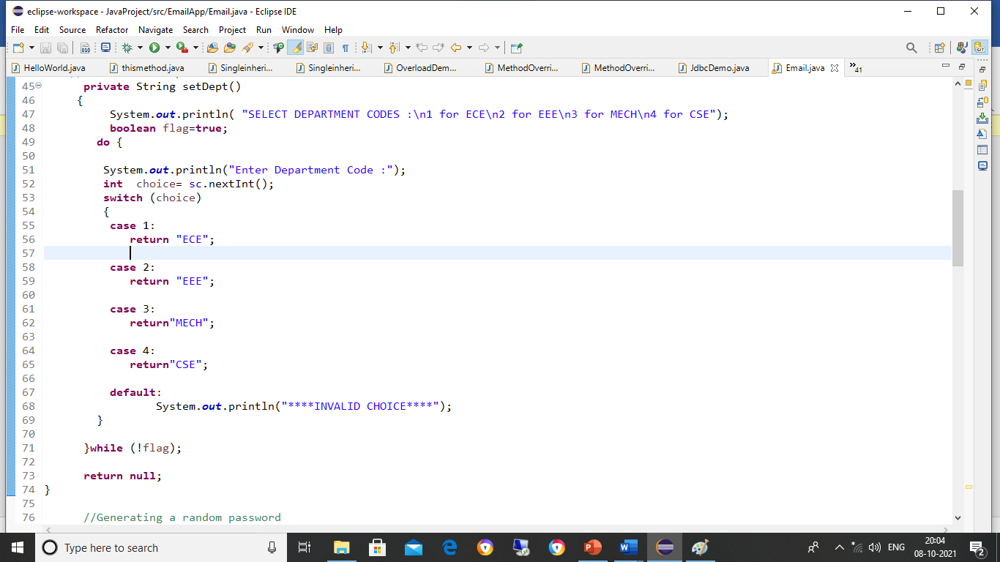 eclipse-workspace - JavaProject/src/EmailApp/Email.java - Eclipse IDE
File Edit Source Refactor Navigate Search Project Run Window Help
HelloWorld.java thismethod.java Singleinheri... Singleinheri... OverloadDem... MethodOverri... MethodOverri... JdbcDemo.java Email.java »41
45 private String setDept()
46 {
47 System.out.println( "SELECT DEPARTMENT CODES :\n1 for ECE\n2 for EEE\n3 for MECH\n4 for CSE");
48 boolean flag=true;
49 do {
50
51 System.out.println("Enter Department Code :");
52 int  choice= sc.nextInt();
53 switch (choice)
54 {
55 case 1:
56 return "ECE";
57
58 case 2:
59 return "EEE";
60
61 case 3:
62 return"MECH";
63
64 case 4:
65 return"CSE";
66
67 default:
68 System.out.println("****INVALID CHOICE****");
69 }
70
71 }while (!flag);
72
73 return null;
74 }
75
76 //Generating a random password
Type here to search
ENG
20:04
08-10-2021
2